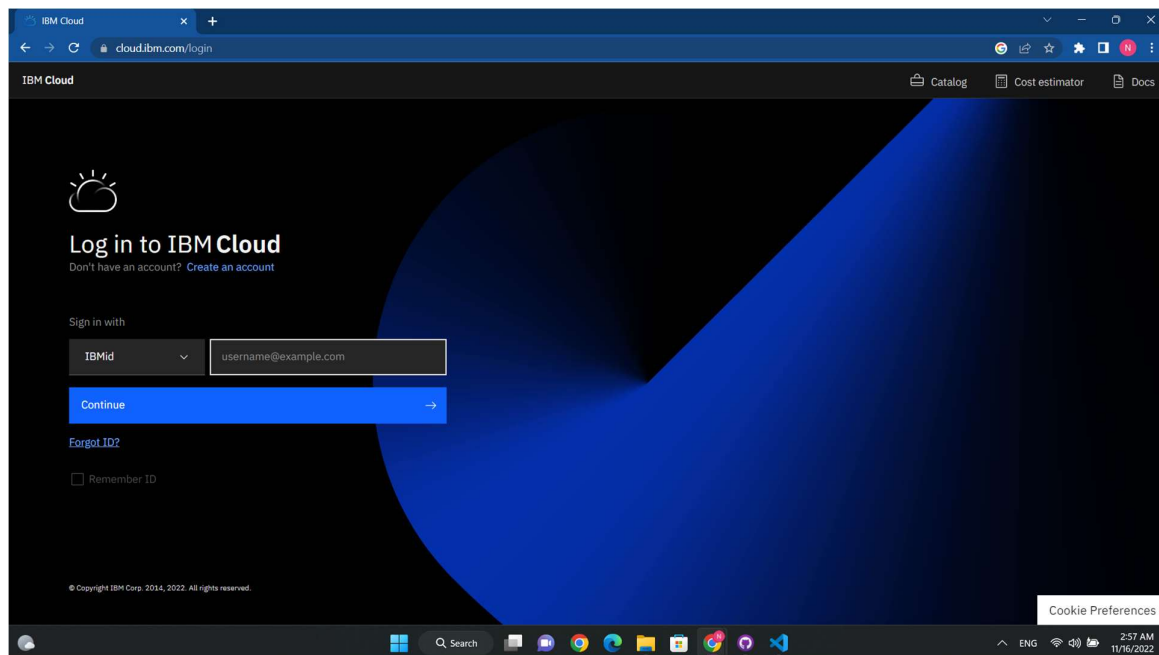 IBM Cloud
cloud.ibm.com/login
N
IBM Cloud
Catalog
Cost estimator
Docs
Log in to IBM Cloud
Don't have an account? Create an account
Sign in with
IBMid
username@example.com
Continue
Forgot ID?
Remember ID
© Copyright IBM Corp. 2014, 2022. All rights reserved.
Cookie Preferences
Search
N
ENG
2:57 AM
11/16/2022